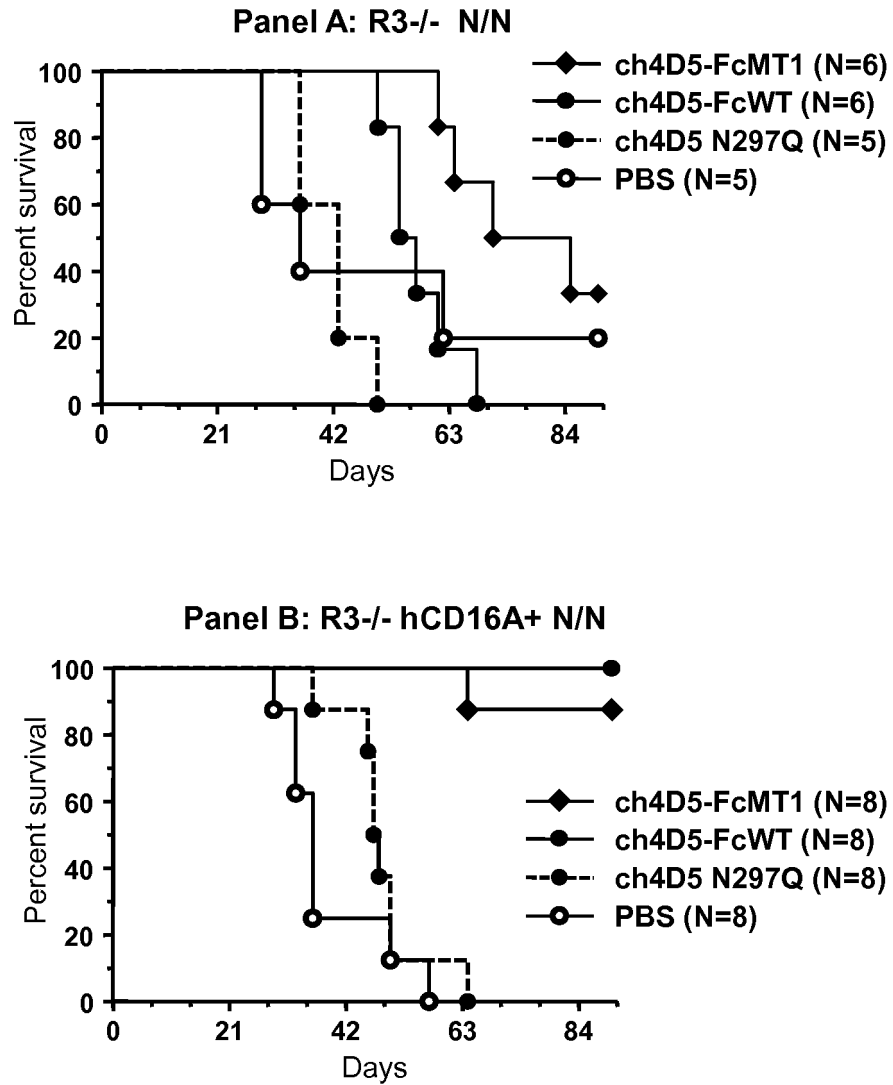 Panel A: R3-/- N/N
ch4D5-FcMT1 (N=6)
ch4D5-FcWT (N=6)
ch4D5 N297Q (N=5)
PBS (N=5)
Percent survival
100
80
60
40
20
0
0 21 42 63 84
Days
Panel B: R3-/- hCD16A+ N/N
ch4D5-FcMT1 (N=8)
ch4D5-FcWT (N=8)
ch4D5 N297Q (N=8)
PBS (N=8)
Percent survival
100
80
60
40
20
0
0 21 42 63 84
Days